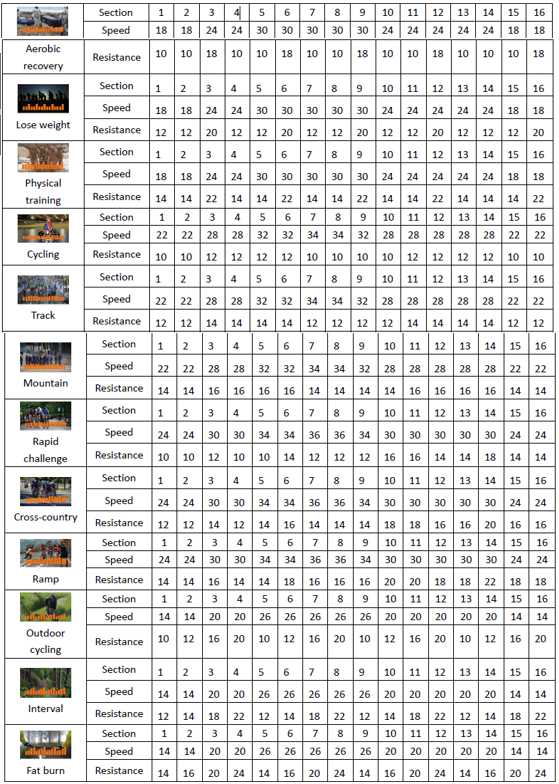 Section 1 2 3 4 5 6 7 8 9 10 11 12 13 14 15 16
Speed 18 18 24 24 30 30 30 30 30 24 24 24 24 24 18 18
Aerobic recovery Resistance 10 10 18 10 10 18 10 10 18 10 10 18 10 10 10 18
Section 1 2 3 4 5 6 7 8 9 10 11 12 13 14 15 16
Lose weight Speed 18 18 24 24 30 30 30 30 30 24 24 24 24 24 18 18
Resistance 12 12 20 12 12 20 12 12 20 12 12 20 12 12 12 20
Section 1 2 3 4 5 6 7 8 9 10 11 12 13 14 15 16
Physical training Speed 18 18 24 24 30 30 30 30 30 24 24 24 24 24 18 18
Resistance 14 14 22 14 14 22 14 14 22 14 14 22 14 14 14 22
Section 1 2 3 4 5 6 7 8 9 10 11 12 13 14 15 16
Speed 22 22 28 28 32 32 34 34 32 28 28 28 28 28 22 22
Cycling Resistance 10 10 12 12 12 12 10 10 10 10 12 12 12 12 10 10
Section 1 2 3 4 5 6 7 8 9 10 11 12 13 14 15 16
Track Speed 22 22 28 28 32 32 34 34 32 28 28 28 28 28 22 22
Resistance 12 12 14 14 14 14 12 12 12 12 14 14 14 14 12 12
Section 1 2 3 4 5 6 7 8 9 10 11 12 13 14 15 16
Mountain Speed 22 22 28 28 32 32 34 34 32 28 28 28 28 28 22 22
Resistance 14 14 16 16 16 16 14 14 14 14 16 16 16 16 14 14
Section 1 2 3 4 5 6 7 8 9 10 11 12 13 14 15 16
Rapid challenge Speed 24 24 30 30 34 34 36 36 34 30 30 30 30 30 24 24
Resistance 10 10 12 10 10 14 12 12 12 16 16 14 14 18 14 14
Section 1 2 3 4 5 6 7 8 9 10 11 12 13 14 15 16
Cross-country Speed 24 24 30 30 34 34 36 36 34 30 30 30 30 30 24 24
Resistance 12 12 14 12 14 16 14 14 14 18 18 16 16 20 16 16
Section 1 2 3 4 5 6 7 8 9 10 11 12 13 14 15 16
Speed 24 24 30 30 34 34 36 36 34 30 30 30 30 30 24 24
Ramp Resistance 14 14 16 14 14 18 16 16 16 20 20 18 18 22 18 18
Section 1 2 3 4 5 6 7 8 9 10 11 12 13 14 15 16
Speed 14 14 20 20 26 26 26 26 26 20 20 20 20 20 14 14
Outdoor cycling Resistance 10 12 16 20 10 12 16 20 10 12 16 20 10 12 16 20
Section 1 2 3 4 5 6 7 8 9 10 11 12 13 14 15 16
Interval Speed 14 14 20 20 26 26 26 26 26 20 20 20 20 20 14 14
Resistance 12 14 18 22 12 14 18 22 12 14 18 22 12 14 18 22
Section 1 2 3 4 5 6 7 8 9 10 11 12 13 14 15 16
Speed 14 14 20 20 26 26 26 26 26 20 20 20 20 20 14 14
Fat burn Resistance 14 16 20 24 14 16 20 24 14 16 20 24 14 16 20 24